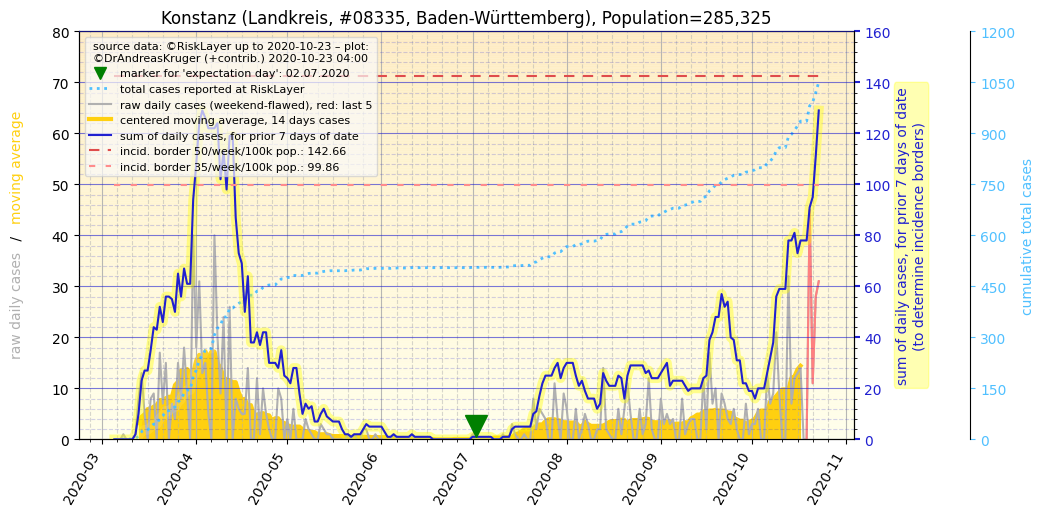 Konstanz (Landkreis, #08335, Baden-Württemberg), Population=285,325
source data: ©RiskLayer up to 2020-10-23 – plot:
©DrAndreasKruger (+contrib.) 2020-10-23 04:00
marker for 'expectation day': 02.07.2020
total cases reported at RiskLayer
raw daily cases (weekend-flawed), red: last 5
centered moving average, 14 days cases
sum of daily cases, for prior 7 days of date
incid. border 50/week/100k pop.: 142.66
incid. border 35/week/100k pop.: 99.86
raw daily cases / moving average
80
70
60
50
40
30
20
10
0
160
140
120
100
80
60
40
20
0
sum of daily cases, for prior 7 days of date
(to determine incidence borders)
1200
1050
900
750
600
450
300
150
0
cumulative total cases
2020-03
2020-04
2020-05
2020-06
2020-07
2020-08
2020-09
2020-10
2020-11